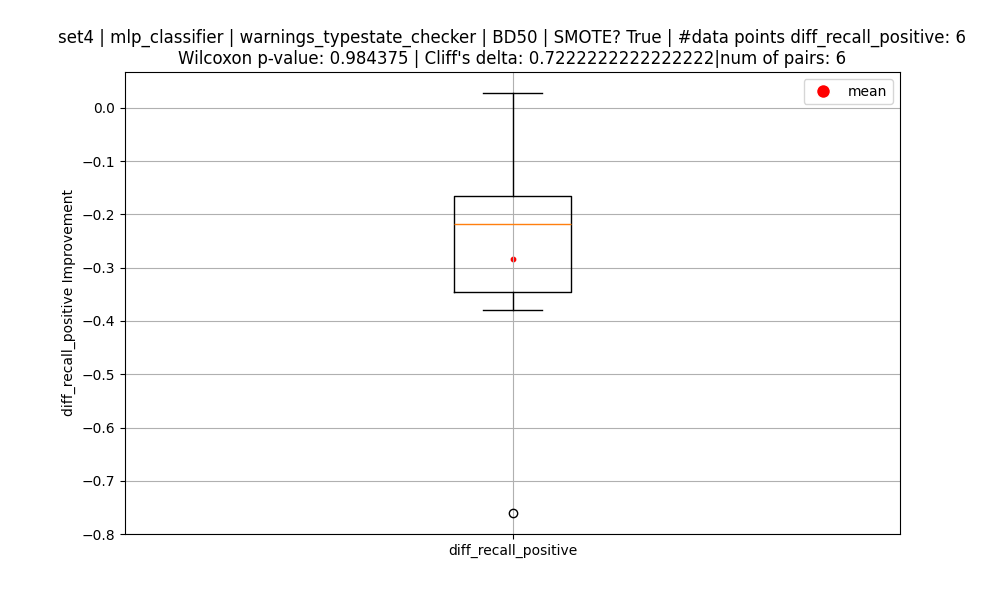 set4 | mlp_classifier | warnings_typestate_checker | BD50 | SMOTE? True | #data points diff_recall_positive: 6
Wilcoxon p-value: 0.984375 | Cliff's delta: 0.7222222222222222|num of pairs: 6
mean
0.0
−0.1
−0.2
−0.3
−0.4
−0.5
−0.6
−0.7
−0.8
diff_recall_positive Improvement
diff_recall_positive